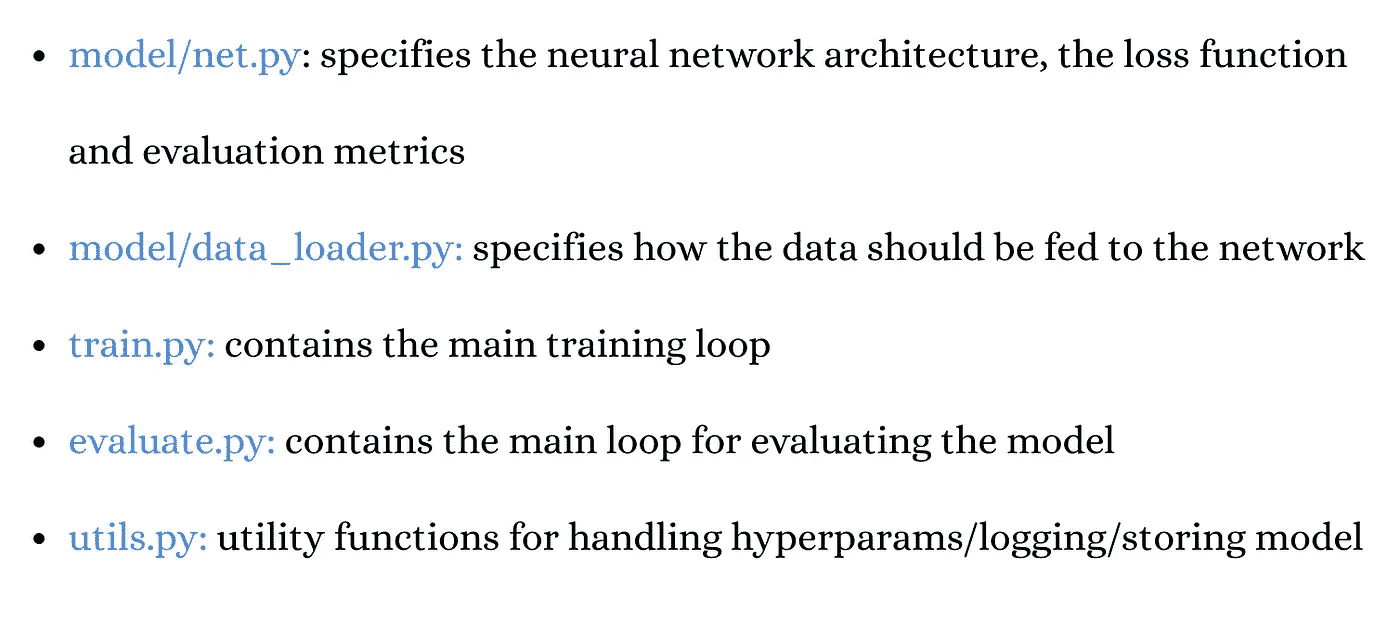 • model/net.py: specifies the neural network architecture, the loss function
and evaluation metrics
• model/data_loader.py: specifies how the data should be fed to the network
• train.py: contains the main training loop
• evaluate.py: contains the main loop for evaluating the model
• utils.py: utility functions for handling hyperparams/logging/storing model